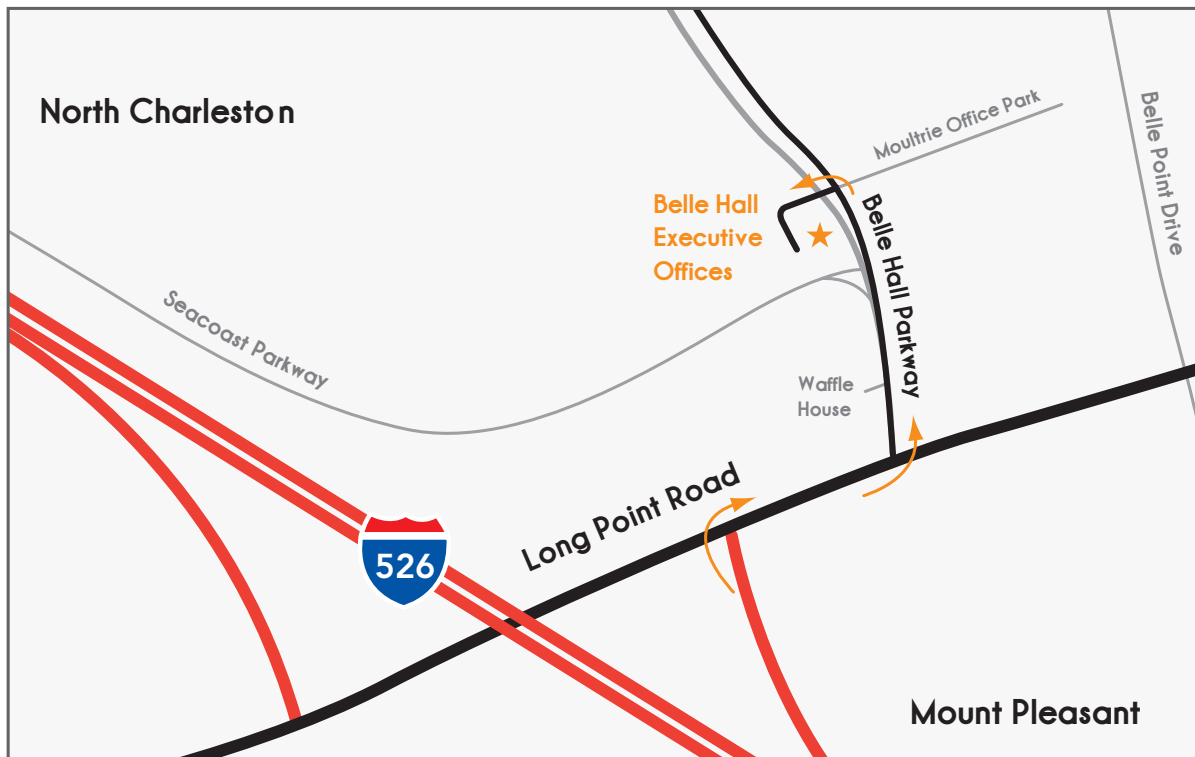 North Charleston
Moultrie Office Park
Belle Point Drive
Belle Hall
Executive
Offices
Belle Hall Parkway
Seacoast Parkway
Waffle
House
Long Point Road
526
Mount Pleasant